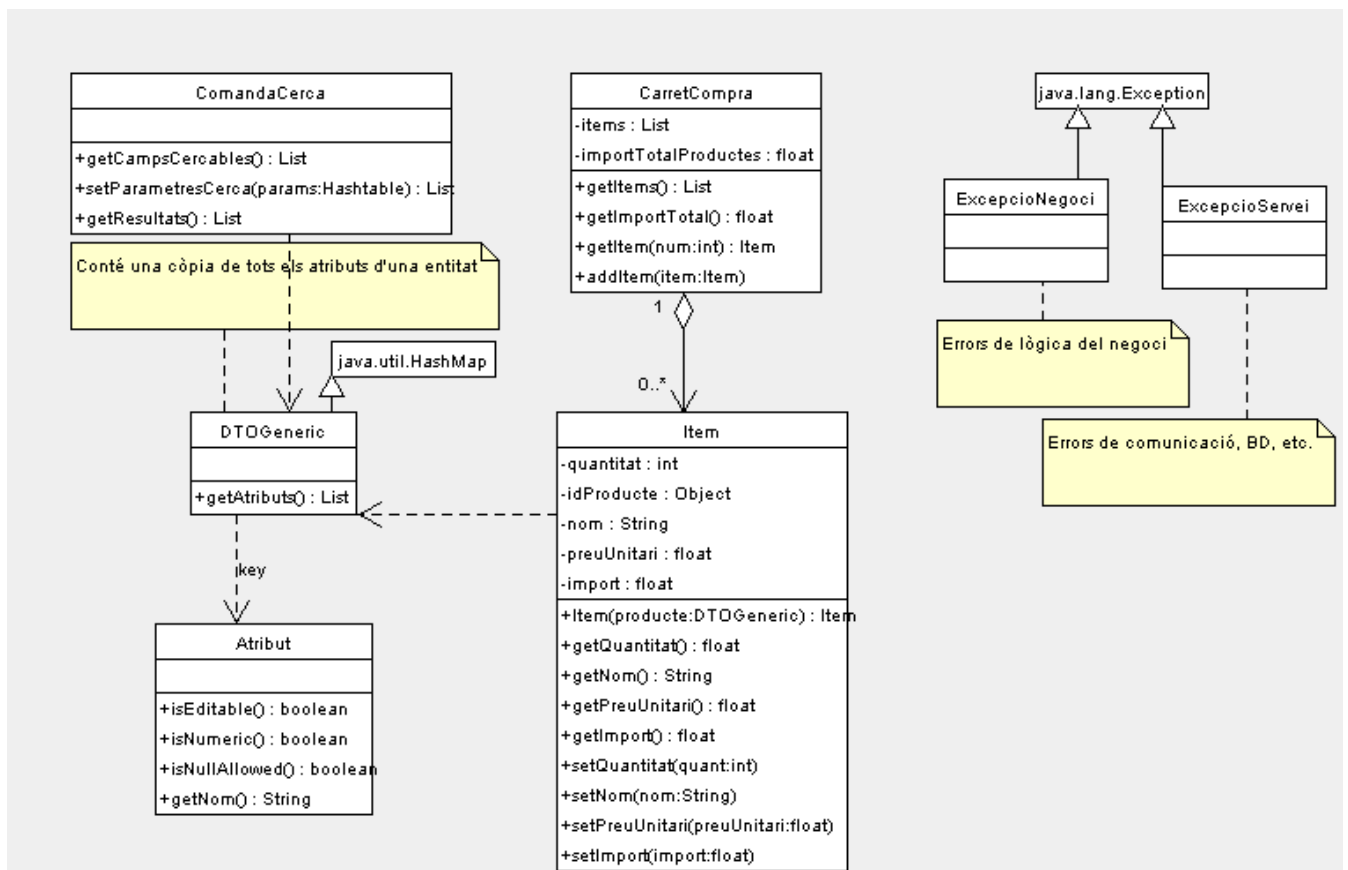 ComandaCerca
+getCampsCercables() : List
+setParametresCerca(params:Hashtable) : List
+getResultats() : List
Conté una còpia de tots els atributs d'una entitat
java.util.HashMap
DTOGeneric
+getAtributs() : List
key
Atribut
+isEditable() : boolean
+isNumeric() : boolean
+isNullAllowed() : boolean
+getNom() : String
CarretCompra
-items : List
-importTotalProductes : float
+getItems() : List
+getImportTotal() : float
+getItem(num:int) : Item
+addItem(item:Item)
1
0..*
Item
-quantitat : int
-idProducte : Object
-nom : String
-preuUnitari : float
-import : float
+Item(producte:DTOGeneric) : Item
+getQuantitat() : float
+getNom() : String
+getPreuUnitari() : float
+getImport() : float
+setQuantitat(quant:int)
+setNom(nom:String)
+setPreuUnitari(preuUnitari:float)
+setImport(import:float)
java.lang.Exception
ExcepcioNegoci
ExcepcioServei
Errors de lògica del negoci
Errors de comunicació, BD, etc.